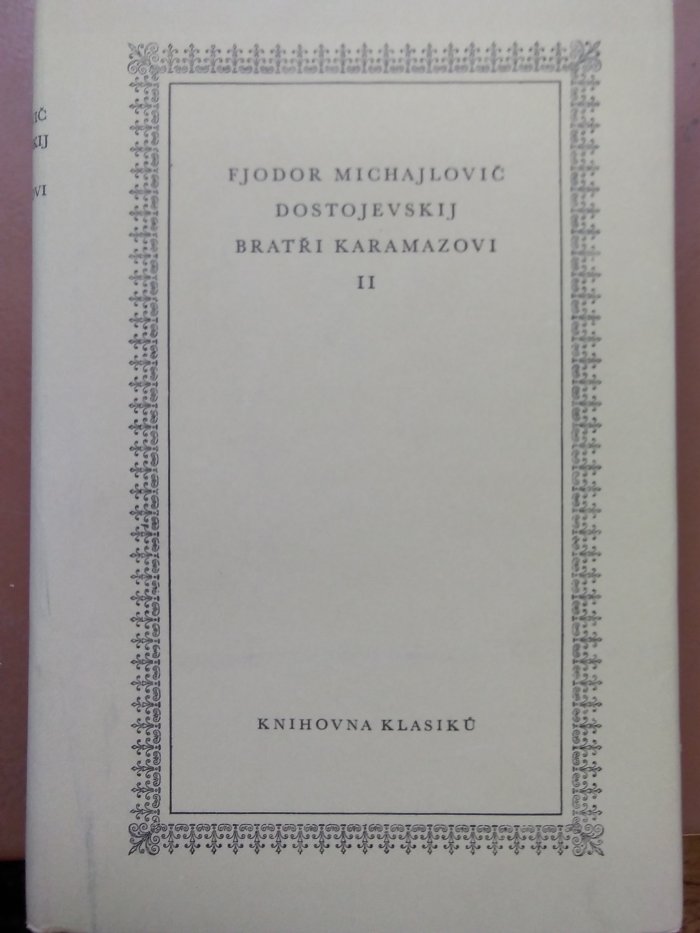 FJODOR MICHAJLOVIČ
DOSTOJEVSKIJ
BRATŘI KARAMAZOVI
II
KNIHOVNA KLASIKŮ